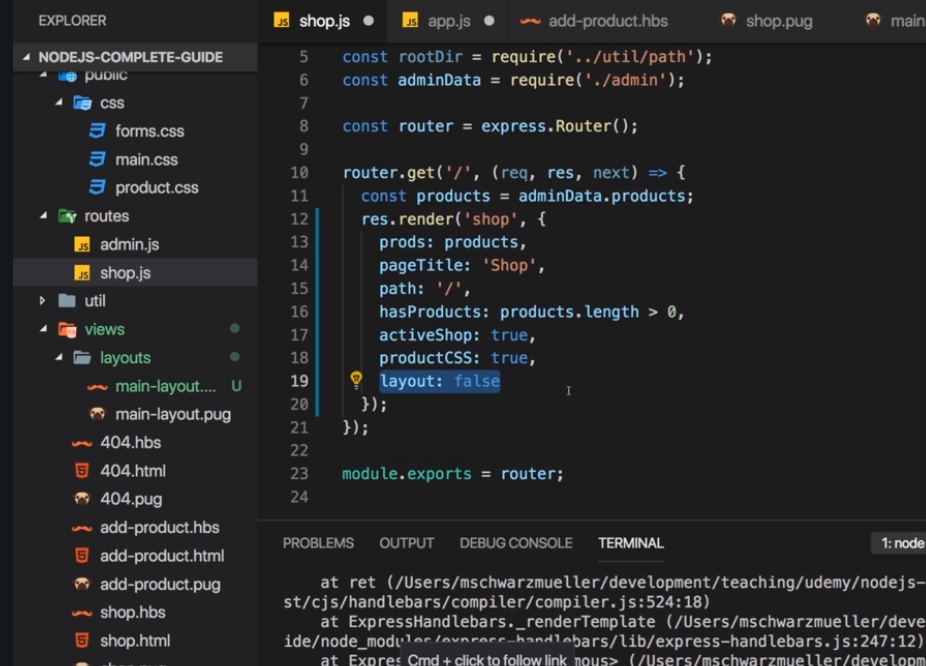 EXPLORER
NODEJS-COMPLETE-GUIDE
public
css
forms.css
main.css
product.css
routes
admin.js
shop.js
util
views
layouts
main-layout.... U
main-layout.pug
404.hbs
404.html
404.pug
add-product.hbs
add-product.html
add-product.pug
shop.hbs
shop.html
JS shop.js
JS app.js
add-product.hbs
shop.pug
main
5 const rootDir = require('../util/path');
6 const adminData = require('./admin');
7
8 const router = express.Router();
9
10 router.get('/', (req, res, next) => {
11 const products = adminData.products;
12 res.render('shop', {
13 prods: products,
14 pageTitle: 'Shop',
15 path: '/',
16 hasProducts: products.length > 0,
17 activeShop: true,
18 productCSS: true,
19 layout: false
20 });
21 });
22
23 module.exports = router;
24
PROBLEMS OUTPUT DEBUG CONSOLE TERMINAL 1: node
at ret (/Users/mschwarzmueller/development/teaching/udemy/nodejs-
st/cjs/handlebars/compiler/compiler.js:524:18)
at ExpressHandlebars._renderTemplate (/Users/mschwarzmueller/deve
ide/node_modules/express-handlebars/lib/express-handlebars.js:247:12)
at Expres
mous> (/Users/mschwarzmueller/developm
Cmd + click to follow link